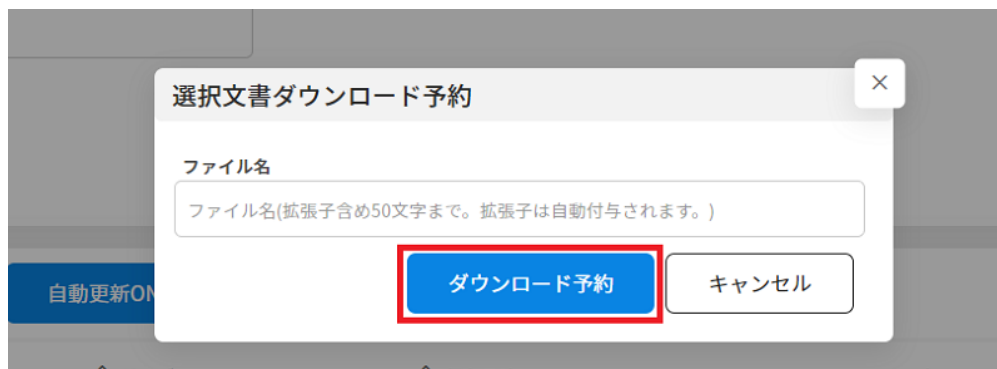 選択文書ダウンロード予約
ファイル名
ファイル名(拡張子含め50文字まで。拡張子は自動付与されます。)
ダウンロード予約
キャンセル
自動更新ON